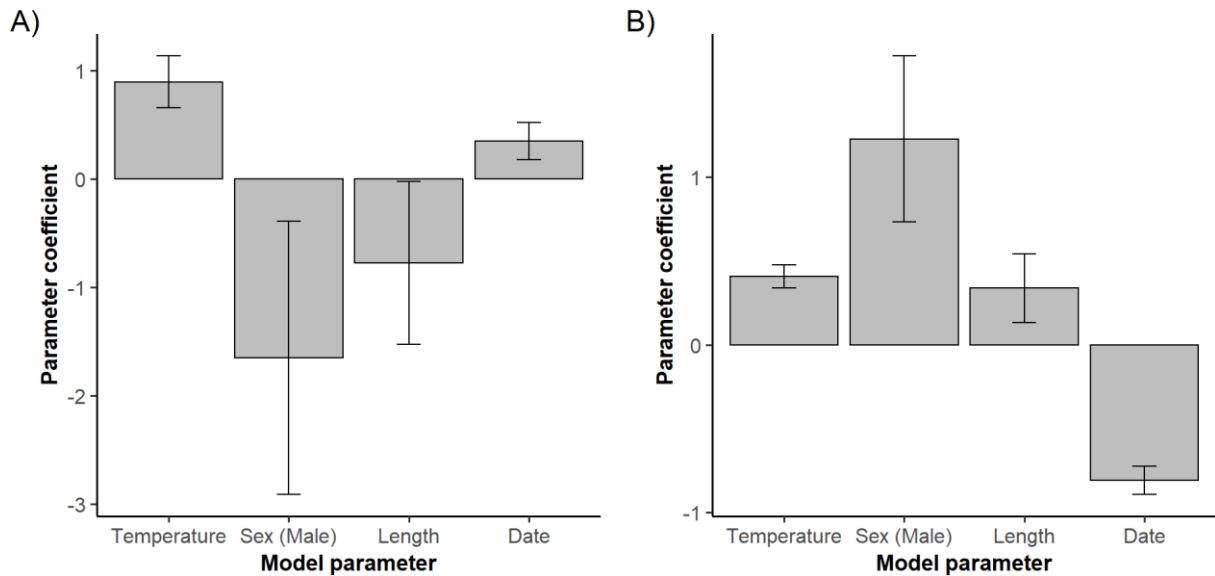 A)
Parameter coefficient
1
0
-1
-2
-3
Temperature Sex (Male) Length Date
Model parameter
B)
Parameter coefficient
1
0
-1
Temperature Sex (Male) Length Date
Model parameter